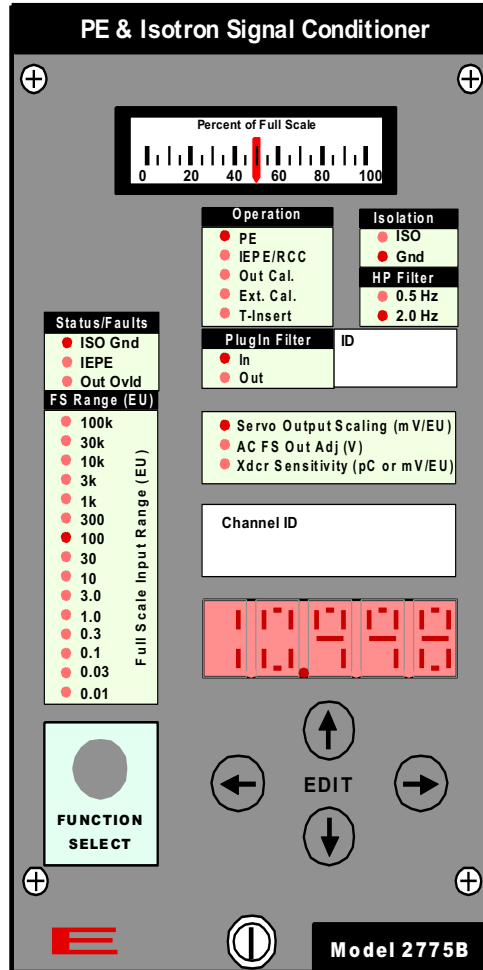 PE & Isotron Signal Conditioner
Percent of Full Scale
0 20 40 60 80 100
Operation
PE
IEPE/RCC
Out Cal.
Ext. Cal.
T-Insert
Isolation
ISO
Gnd
HP Filter
0.5 Hz
2.0 Hz
Status/Faults
ISO Gnd
IEPE
Out Ovld
PlugIn Filter
In
Out
ID
FS Range (EU)
100k
30k
10k
3k
1k
300
100
30
10
3.0
1.0
0.3
0.1
0.03
0.01
Full Scale Input Range (EU)
Servo Output Scaling (mV/EU)
AC FS Out Adj (V)
Xdcr Sensitivity (pC or mV/EU)
Channel ID
EDIT
FUNCTION
SELECT
Model 2775B